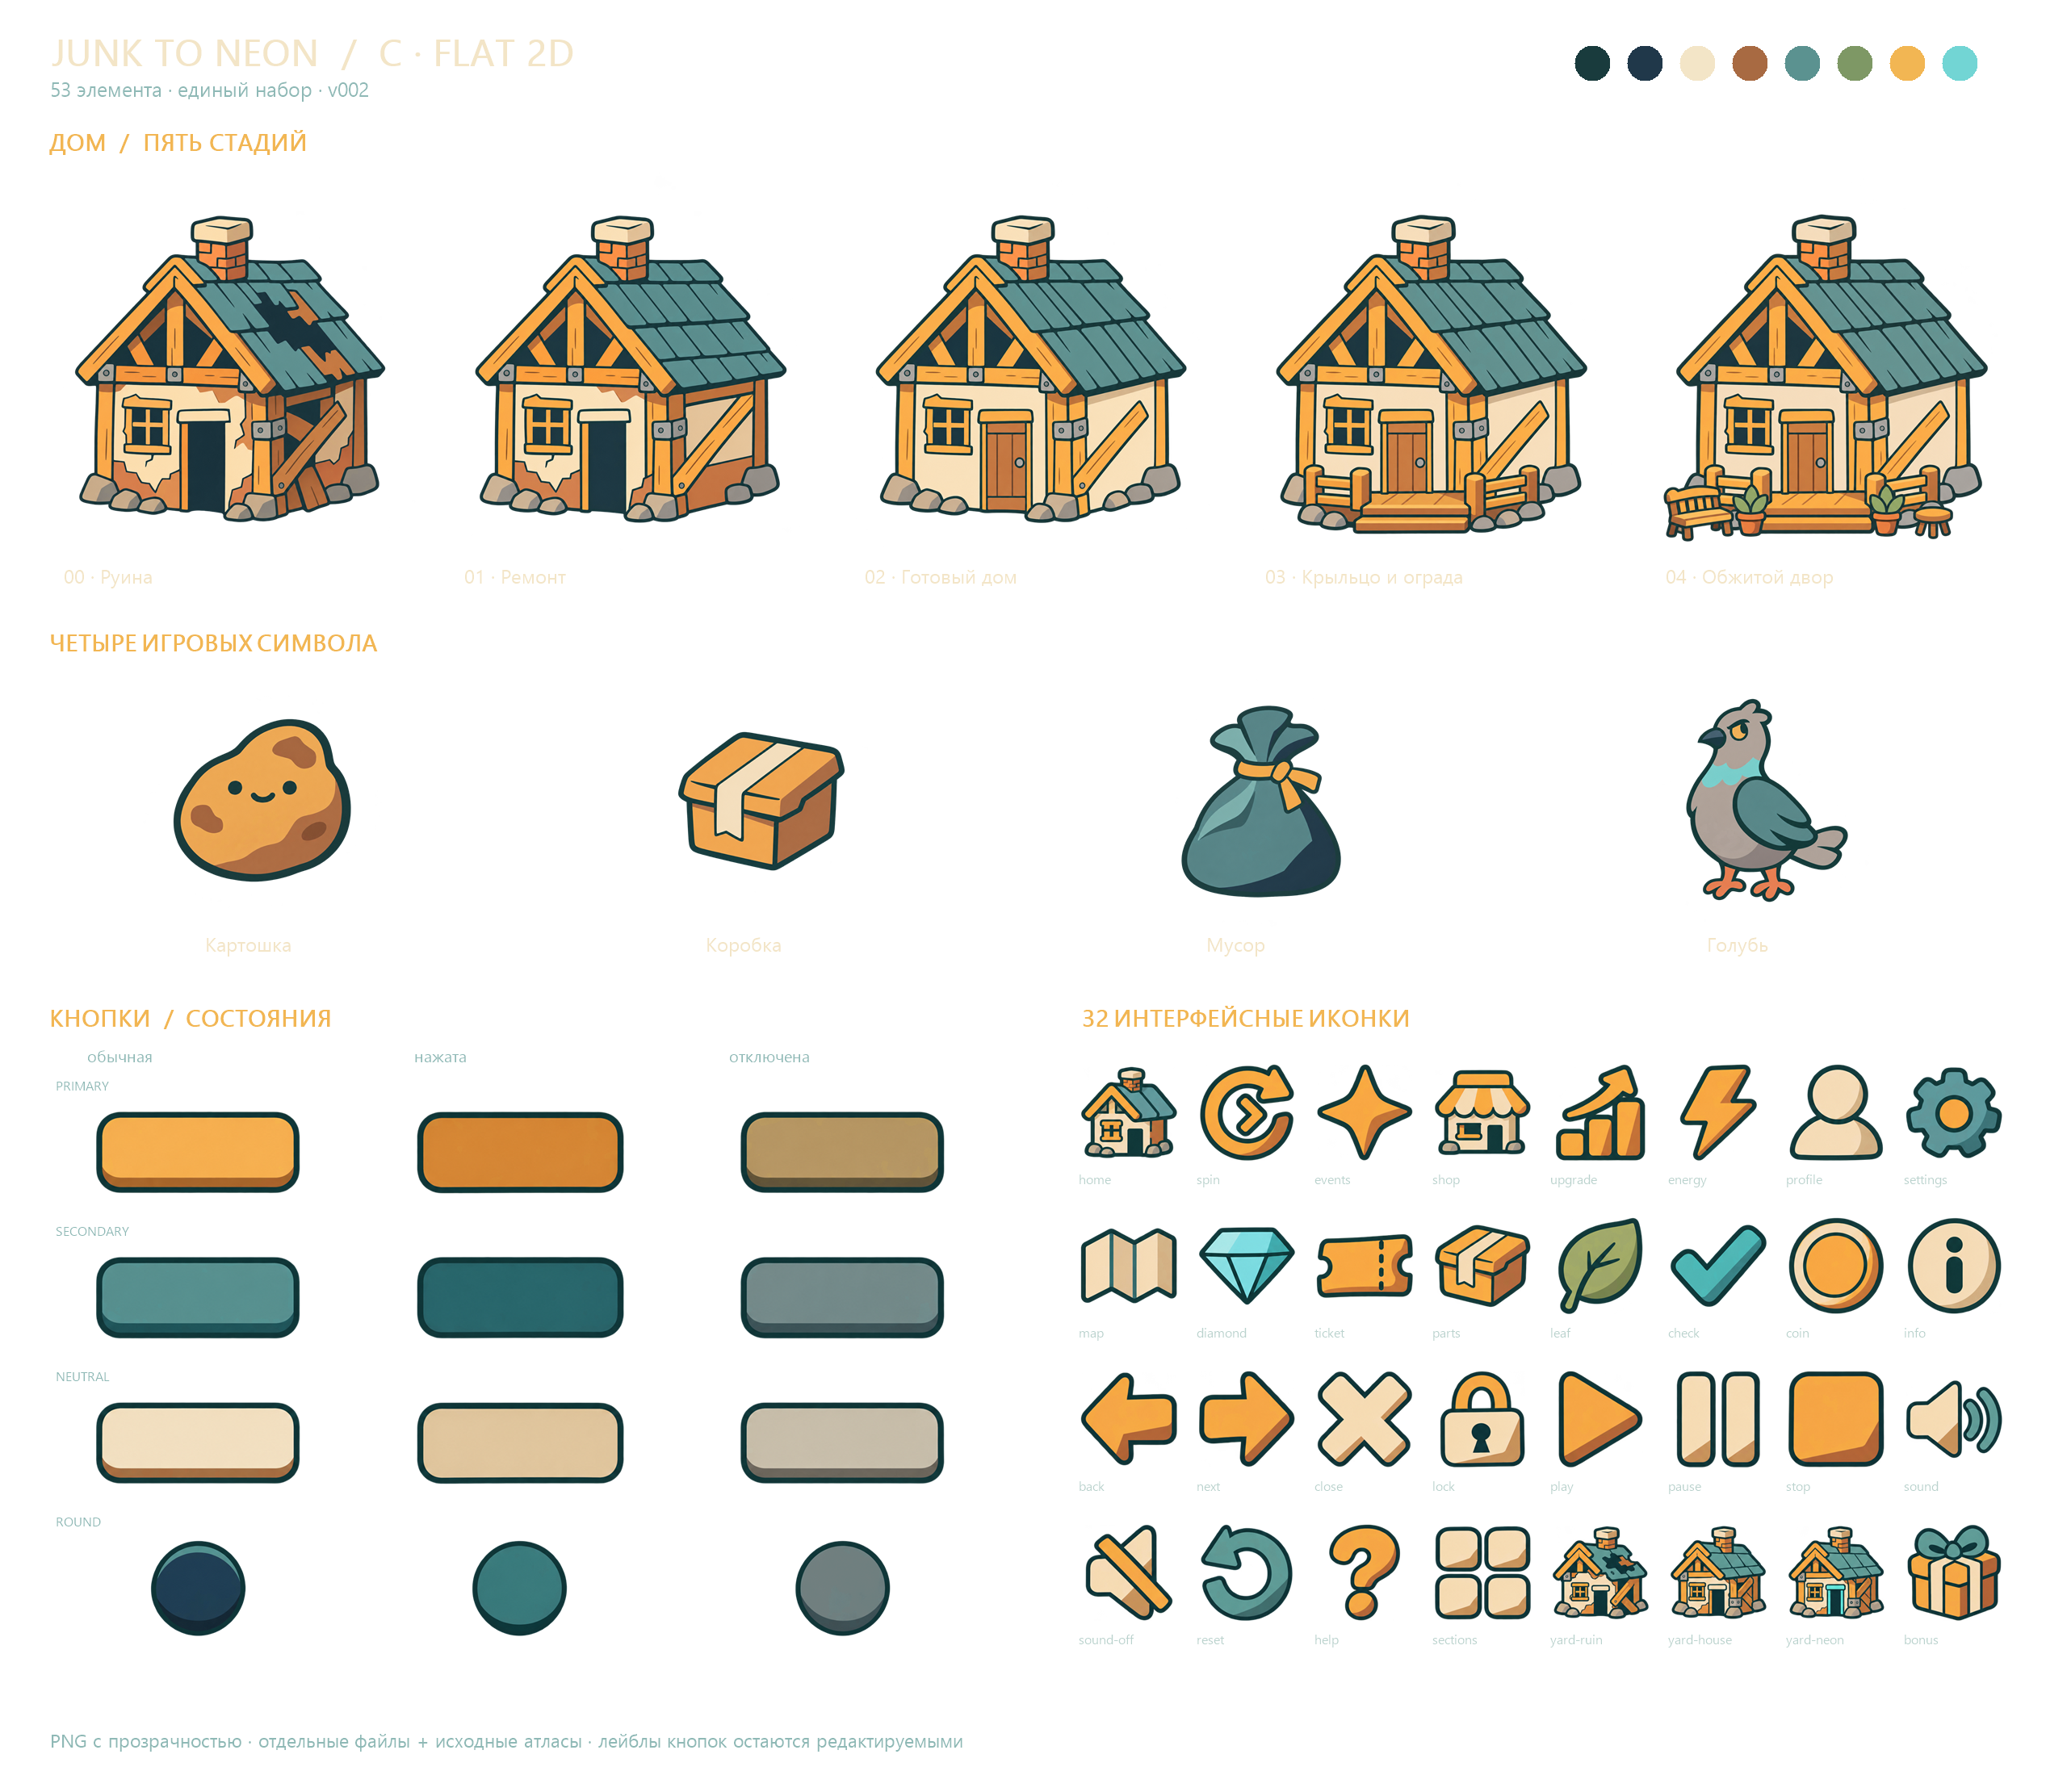 JUNK TO NEON / C · FLAT 2D
53 элемента · единый набор · v002
ДОМ / ПЯТЬ СТАДИЙ
00 · Руина
01 · Ремонт
02 · Готовый дом
03 · Крыльцо и ограда
04 · Обжитой двор
ЧЕТЫРЕ ИГРОВЫХ СИМВОЛА
Картошка
Коробка
Мусор
Голубь
КНОПКИ / СОСТОЯНИЯ
обычная
нажата
отключена
PRIMARY
SECONDARY
NEUTRAL
ROUND
32 ИНТЕРФЕЙСНЫЕ ИКОНКИ
home
spin
events
shop
upgrade
energy
profile
settings
map
diamond
ticket
parts
leaf
check
coin
info
back
next
close
lock
play
pause
stop
sound
sound-off
reset
help
sections
yard-ruin
yard-house
yard-neon
bonus
PNG с прозрачностью · отдельные файлы + исходные атласы · лейблы кнопок остаются редактируемыми